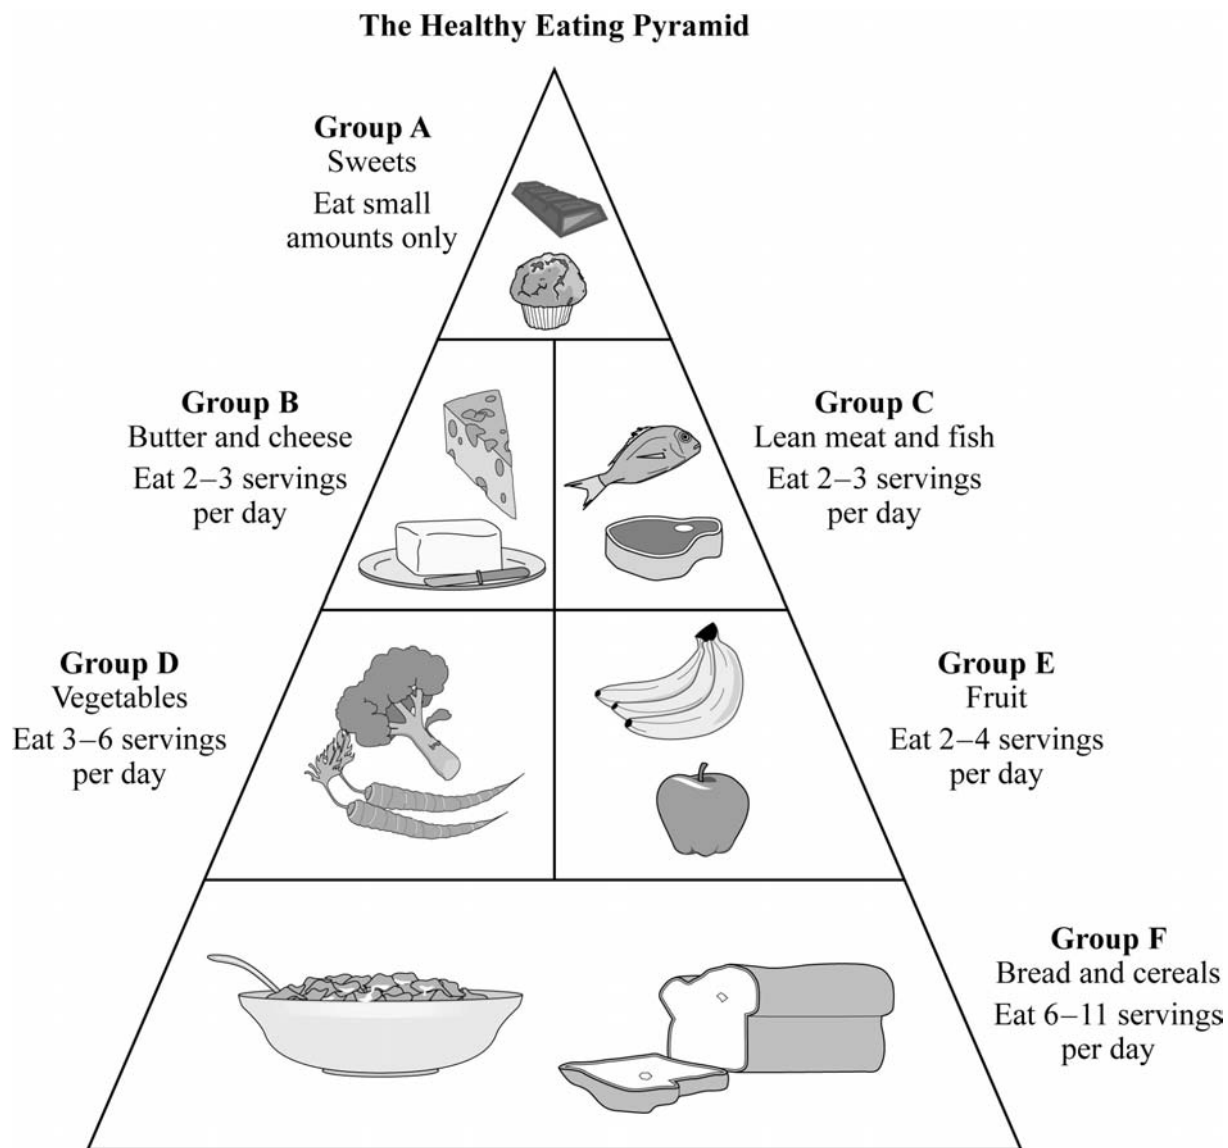 The Healthy Eating Pyramid
Group A
Sweets
Eat small
amounts only
Group B
Butter and cheese
Eat 2–3 servings
per day
Group C
Lean meat and fish
Eat 2–3 servings
per day
Group D
Vegetables
Eat 3–6 servings
per day
Group E
Fruit
Eat 2–4 servings
per day
Group F
Bread and cereals
Eat 6–11 servings
per day